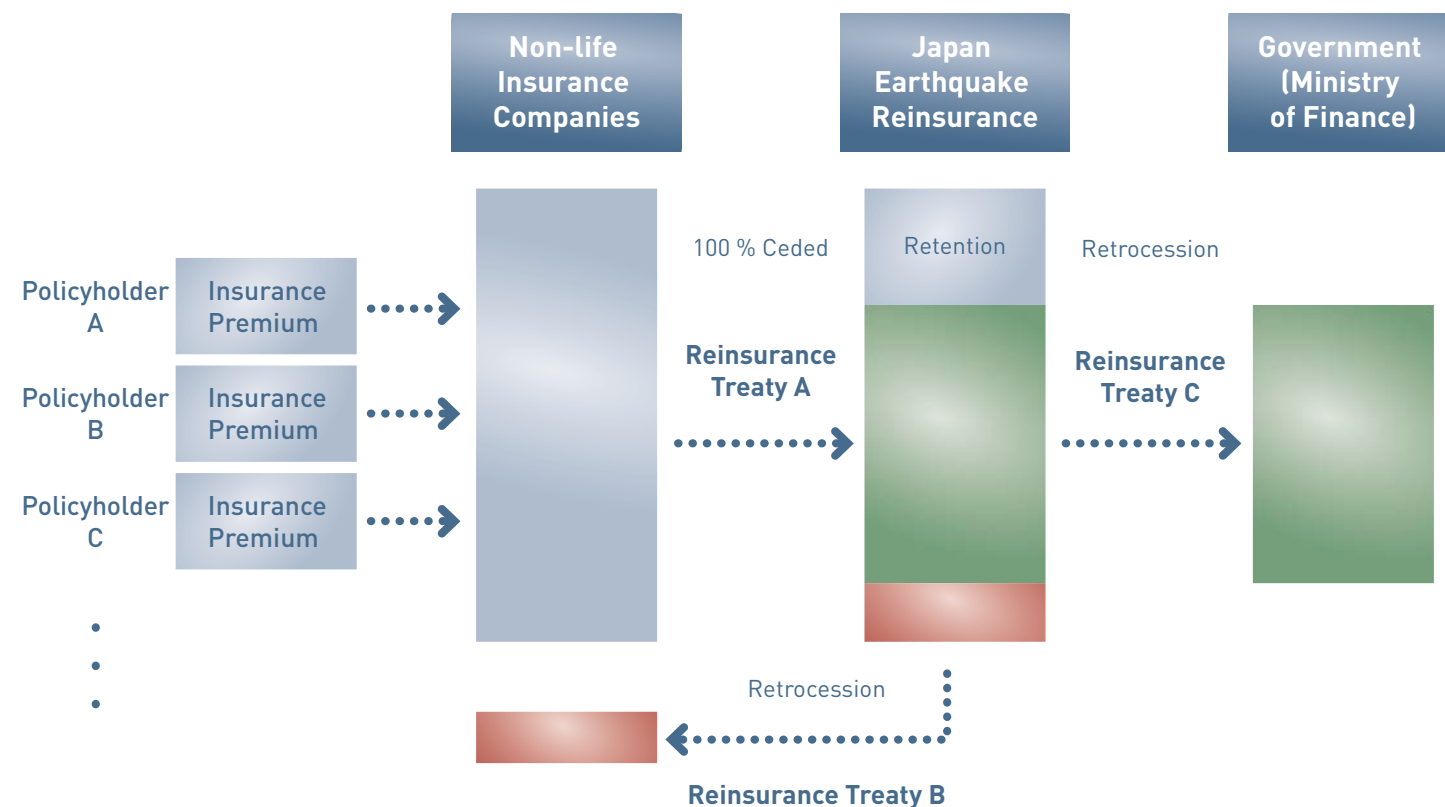 Non-life
Insurance
Companies
Japan
Earthquake
Reinsurance
Government
(Ministry
of Finance)
100 % Ceded
Retention
Retrocession
Policyholder
A
Insurance
Premium
Reinsurance
Treaty A
Reinsurance
Treaty C
Policyholder
B
Insurance
Premium
Policyholder
C
Insurance
Premium
Retrocession
Reinsurance Treaty B